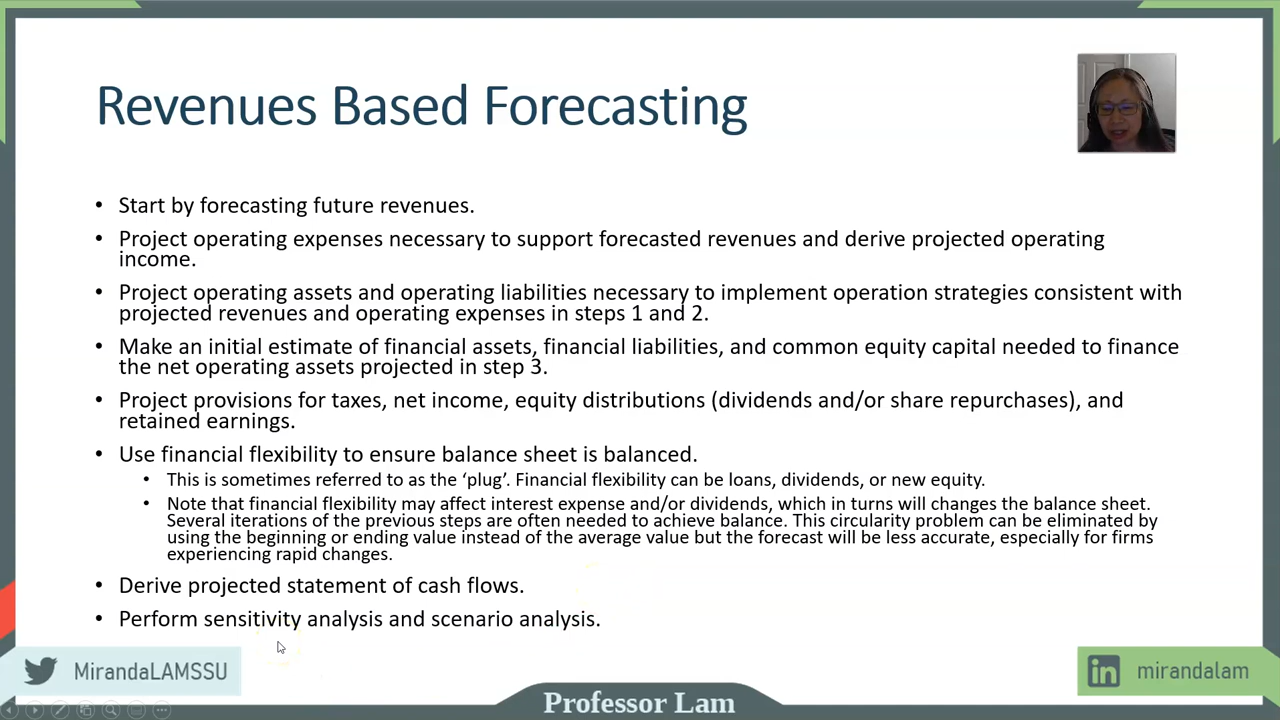 Revenues Based Forecasting
• Start by forecasting future revenues.
• Project operating expenses necessary to support forecasted revenues and derive projected operating
income.
• Project operating assets and operating liabilities necessary to implement operation strategies consistent with
projected revenues and operating expenses in steps 1 and 2.
• Make an initial estimate of financial assets, financial liabilities, and common equity capital needed to finance
the net operating assets projected in step 3.
• Project provisions for taxes, net income, equity distributions (dividends and/or share repurchases), and
retained earnings.
• Use financial flexibility to ensure balance sheet is balanced.
• This is sometimes referred to as the ‘plug’. Financial flexibility can be loans, dividends, or new equity.
• Note that financial flexibility may affect interest expense and/or dividends, which in turns will changes the balance sheet.
Several iterations of the previous steps are often needed to achieve balance. This circularity problem can be eliminated by
using the beginning or ending value instead of the average value but the forecast will be less accurate, especially for firms
experiencing rapid changes.
• Derive projected statement of cash flows.
• Perform sensitivity analysis and scenario analysis.
MirandaLAMSSU
in mirandalam
Professor Lam